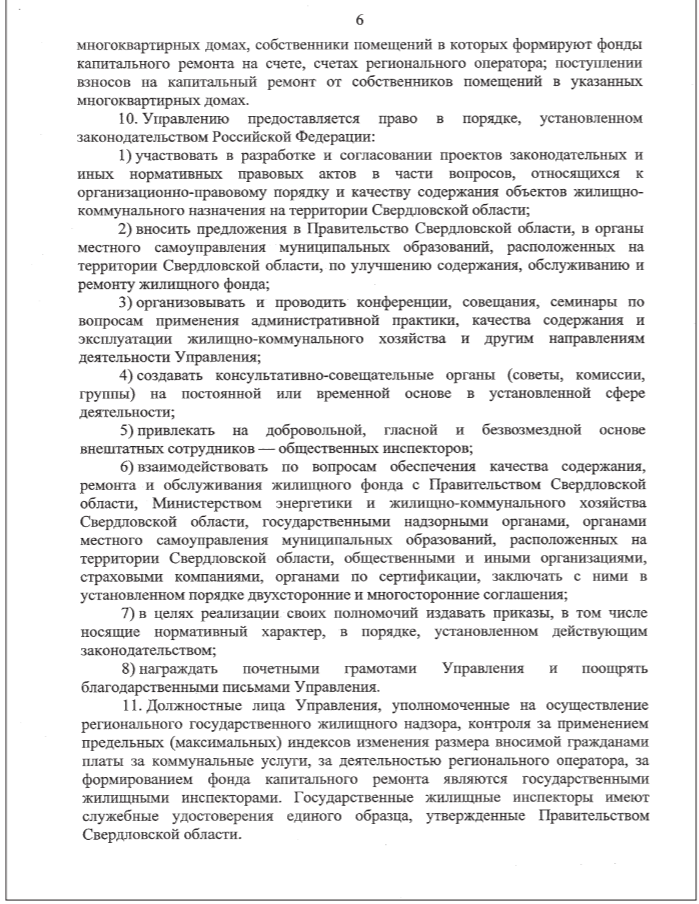 6
многоквартирных домах, собственники помещений в которых формируют фонды
капитального ремонта на счете, счетах регионального оператора; поступлении
взносов на капитальный ремонт от собственников помещений в указанных
многоквартирных домах.
10. Управлению предоставляется право в порядке, установленном
законодательством Российской Федерации:
1) участвовать в разработке и согласовании проектов законодательных и
иных нормативных правовых актов в части вопросов, относящихся к
организационно-правовому порядку и качеству содержания объектов жилищно-
коммунального назначения на территории Свердловской области;
2) вносить предложения в Правительство Свердловской области, в органы
местного самоуправления муниципальных образований, расположенных на
территории Свердловской области, по улучшению содержания, обслуживанию и
ремонту жилищного фонда;
3) организовывать и проводить конференции, совещания, семинары по
вопросам применения административной практики, качества содержания и
эксплуатации жилищно-коммунального хозяйства и другим направлениям
деятельности Управления;
4) создавать консультативно-совещательные органы (советы, комиссии,
группы) на постоянной или временной основе в установленной сфере
деятельности;
5) привлекать на добровольной, гласной и безвозмездной основе
внештатных сотрудников — общественных инспекторов;
6) взаимодействовать по вопросам обеспечения качества содержания,
ремонта и обслуживания жилищного фонда с Правительством Свердловской
области, Министерством энергетики и жилищно-коммунального хозяйства
Свердловской области, государственными надзорными органами, органами
местного самоуправления муниципальных образований, расположенных на
территории Свердловской области, общественными и иными организациями,
страховыми компаниями, органами по сертификации, заключать с ними в
установленном порядке двухсторонние и многосторонние соглашения;
7) в целях реализации своих полномочий издавать приказы, в том числе
носящие нормативный характер, в порядке, установленном действующим
законодательством;
8) награждать почетными грамотами Управления и поощрять
благодарственными письмами Управления.
11. Должностные лица Управления, уполномоченные на осуществление
регионального государственного жилищного надзора, контроля за применением
предельных (максимальных) индексов изменения размера вносимой гражданами
платы за коммунальные услуги, за деятельностью регионального оператора, за
формированием фонда капитального ремонта являются государственными
жилищными инспекторами. Государственные жилищные инспекторы имеют
служебные удостоверения единого образца, утвержденные Правительством
Свердловской области.